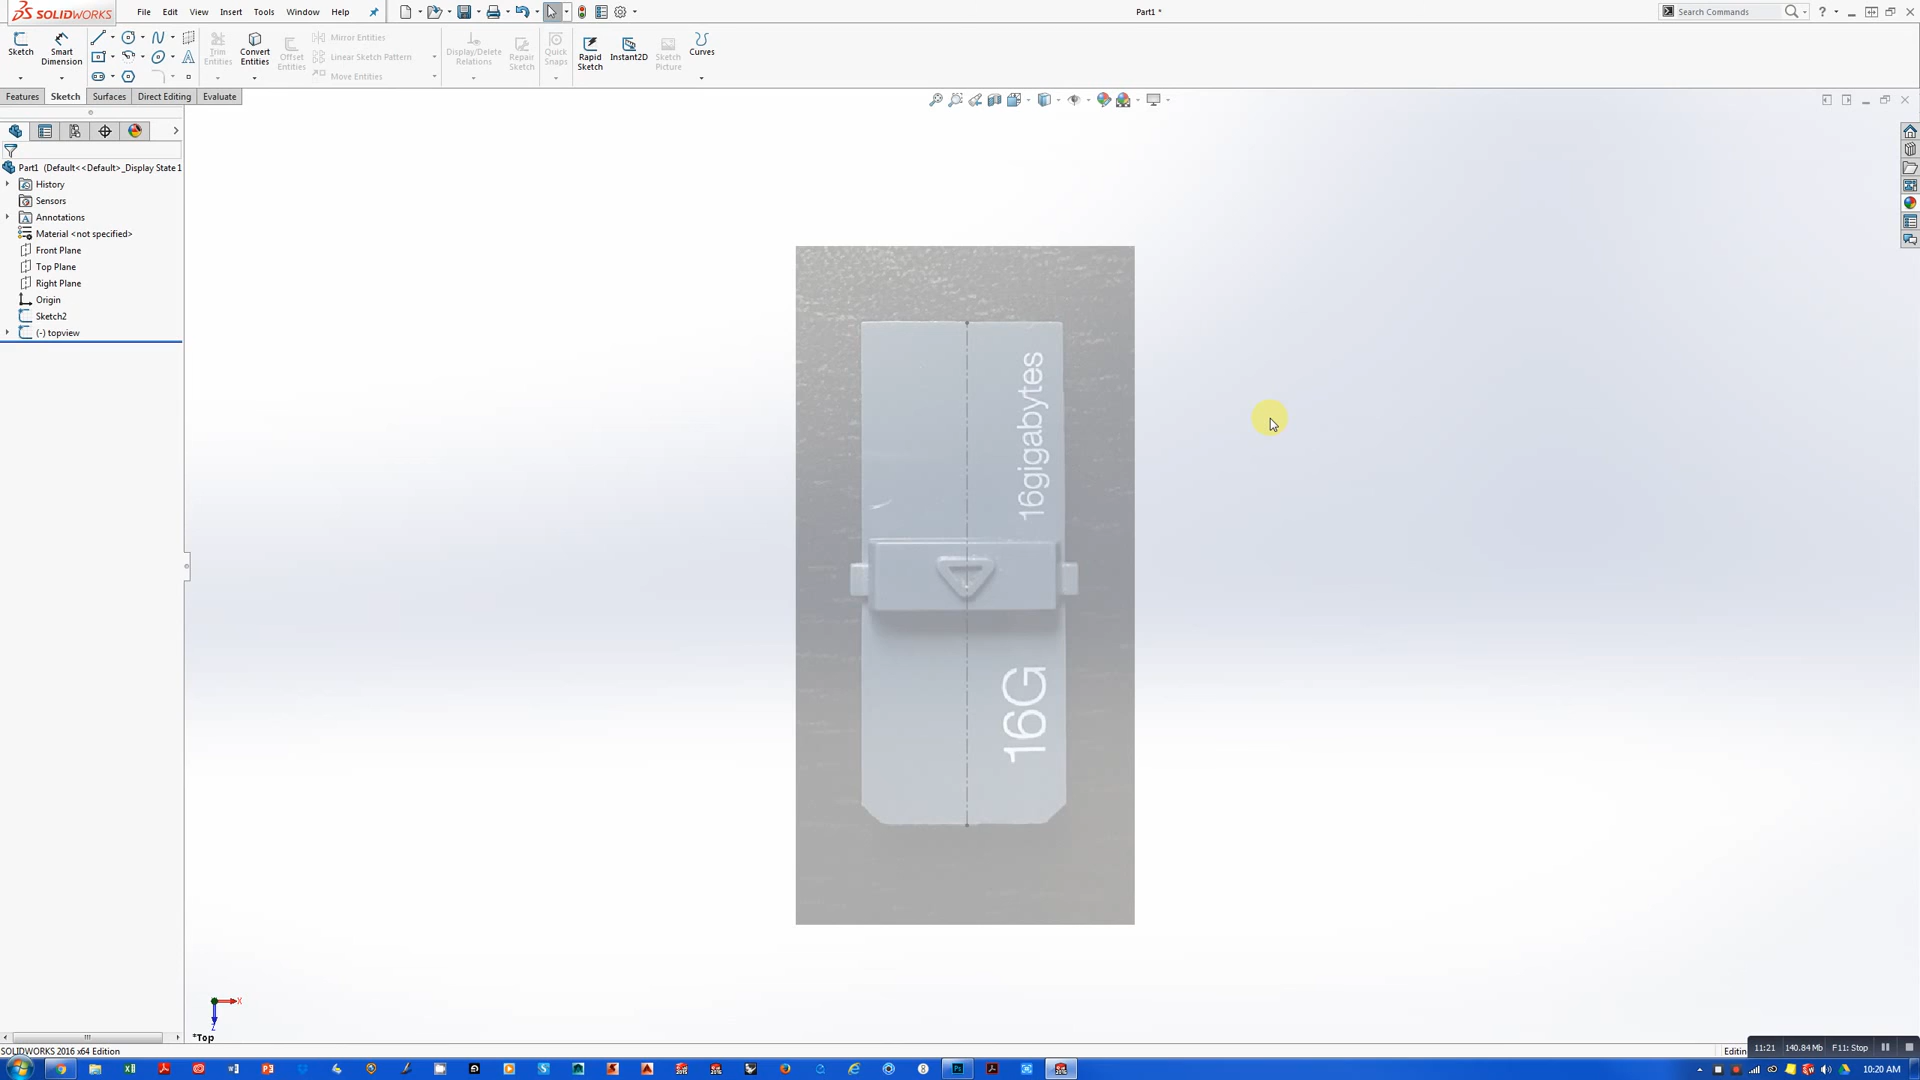 SOLIDWORKS File Edit View Insert Tools Window Help Part1 * Search Commands
Sketch Smart Dimension Trim Entities Convert Entities Offset Entities Mirror Entities Linear Sketch Pattern Move Entities Display/Delete Relations Repair Sketch Quick Snaps Rapid Sketch Instant2D Sketch Picture Curves
Features Sketch Surfaces Direct Editing Evaluate
Part1 (Default<<Default>_Display State 1
History
Sensors
Annotations
Material <not specified>
Front Plane
Top Plane
Right Plane
Origin
Sketch2
(-) topview
16gigabytes
16G
X
Z
*Top
SOLIDWORKS 2016 x64 Edition
Editin
11:21 140.84 Mb F11: Stop
10:20 AM